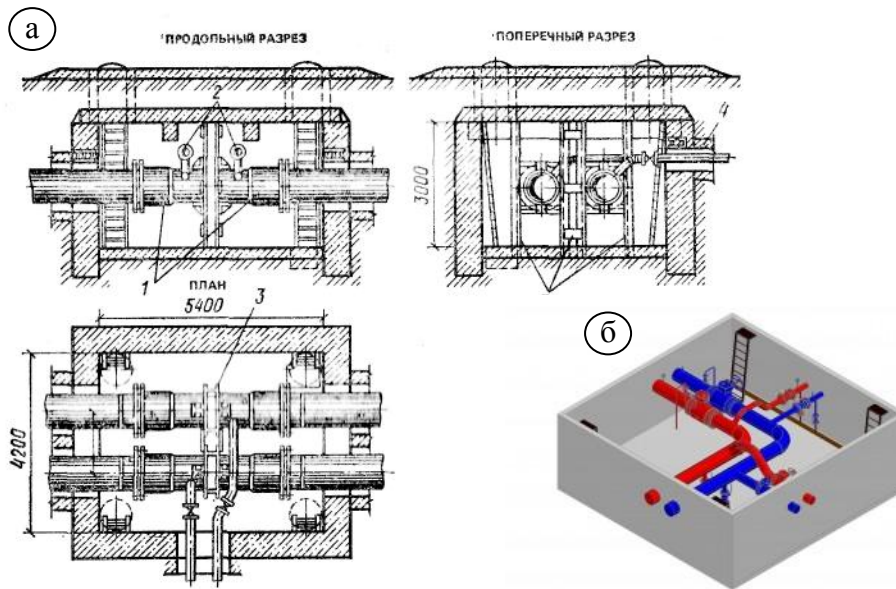 а
ПРОДОЛЬНЫЙ РАЗРЕЗ
ПОПЕРЕЧНЫЙ РАЗРЕЗ
2
4
3000
1
ПЛАН
5400
3
4200
б